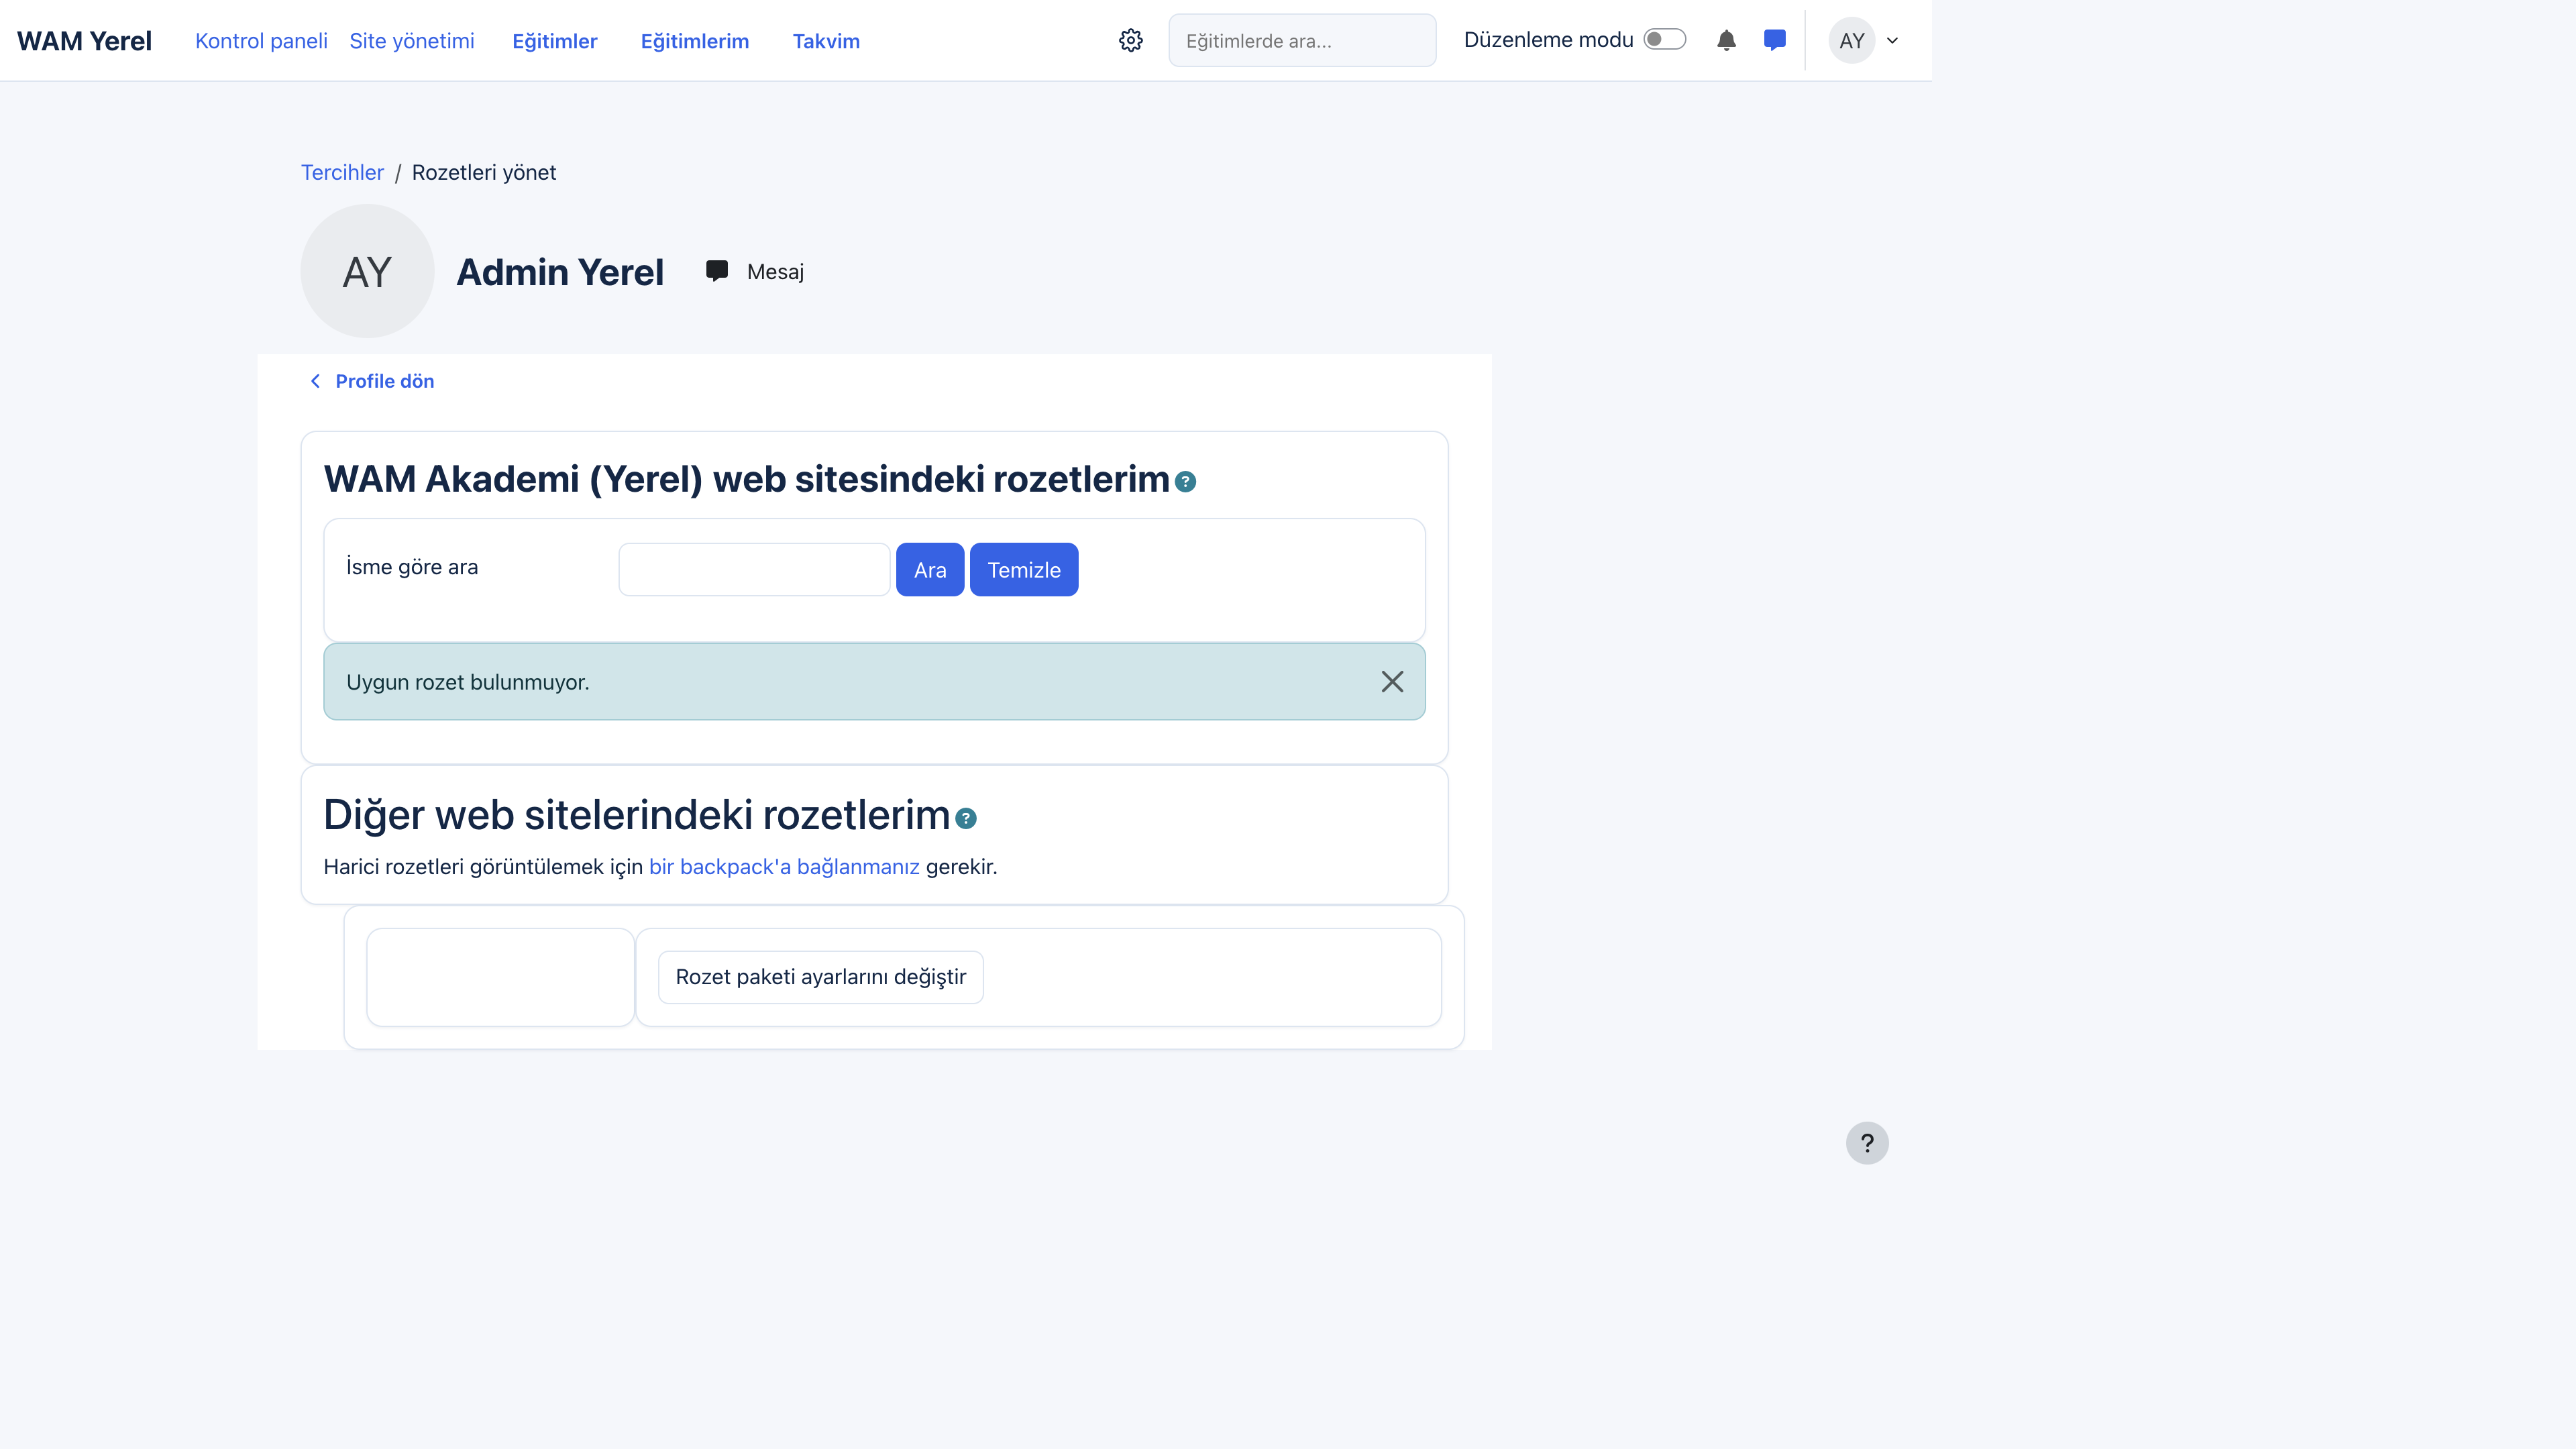 WAM Yerel Kontrol paneli Site yönetimi Eğitimler Eğitimlerim Takvim Eğitimlerde ara... Düzenleme modu AY
Tercihler / Rozetleri yönet
AY Admin Yerel Mesaj
Profile dön
WAM Akademi (Yerel) web sitesindeki rozetlerim ?
İsme göre ara Ara Temizle
Uygun rozet bulunmuyor.
Diğer web sitelerindeki rozetlerim ?
Harici rozetleri görüntülemek için bir backpack'a bağlanmanız gerekir.
Rozet paketi ayarlarını değiştir
?